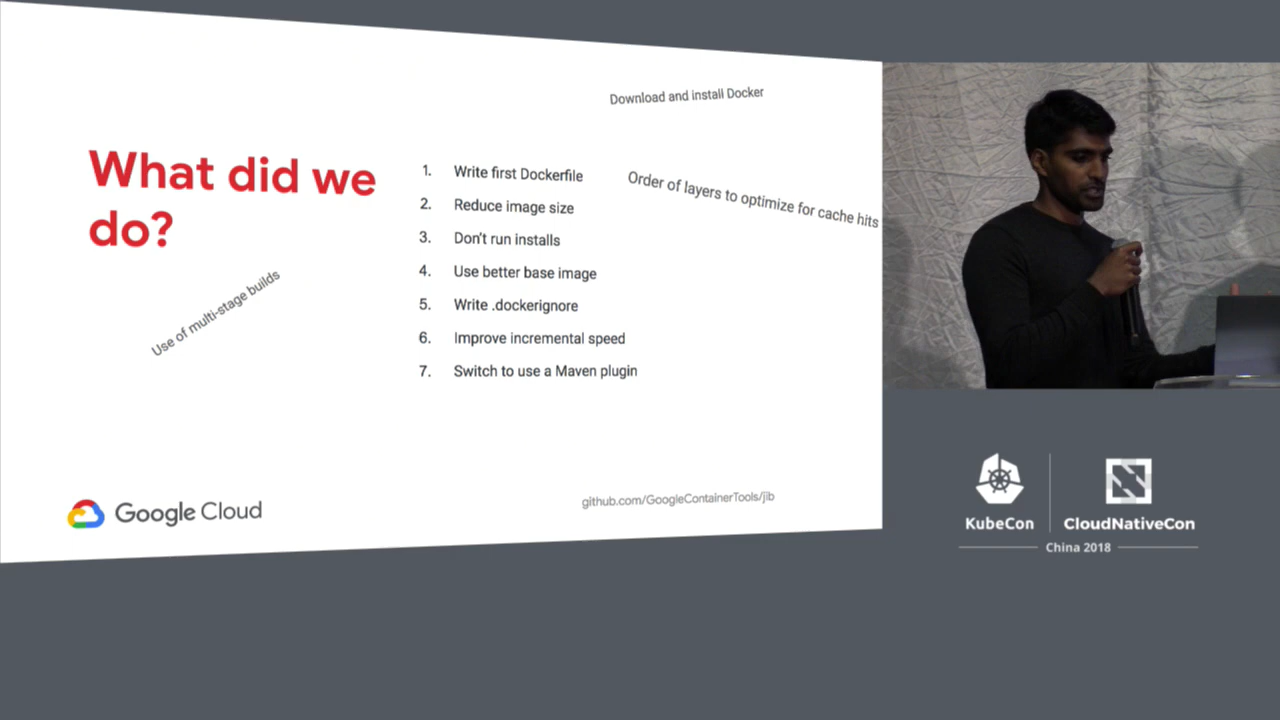 Download and install Docker
What did we
do?
1. Write first Dockerfile
2. Reduce image size
3. Don't run installs
4. Use better base image
5. Write .dockerignore
6. Improve incremental speed
7. Switch to use a Maven plugin
Order of layers to optimize for cache hits
Use of multi-stage builds
Google Cloud
github.com/GoogleContainerTools/jib
KubeCon
CloudNativeCon
China 2018